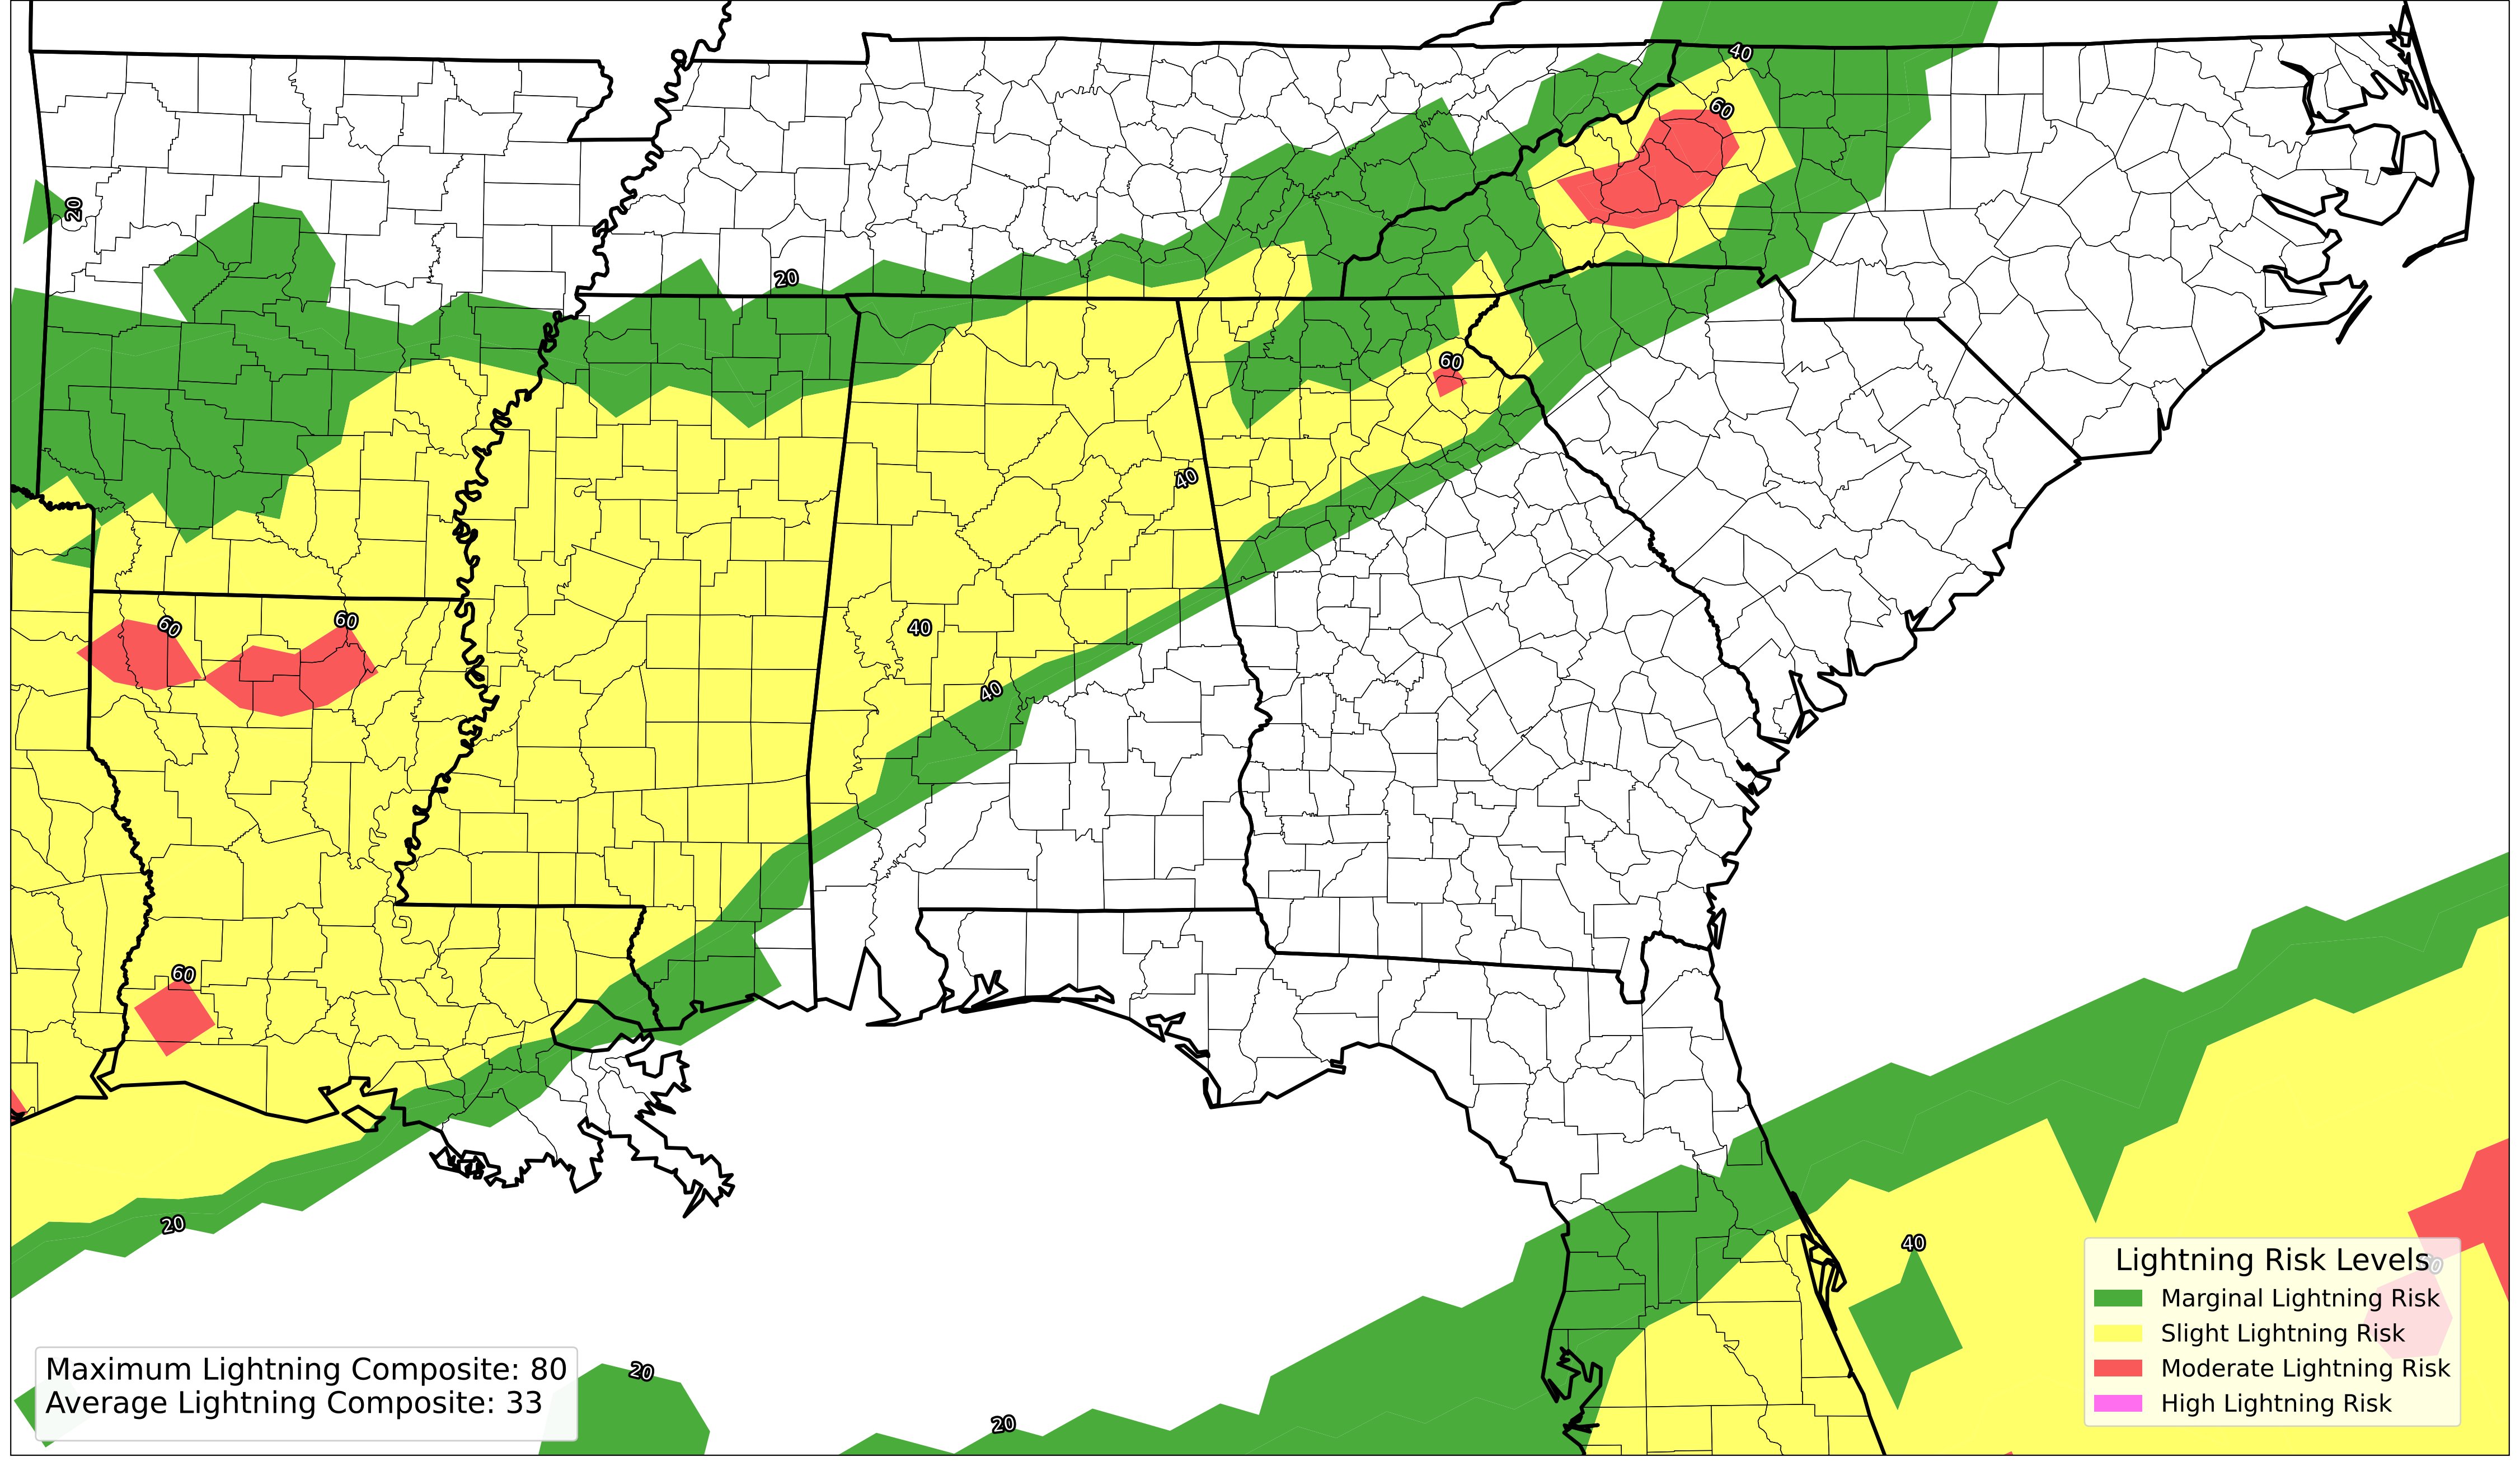 40
60
20
20
60
40
40
60
60
40
60
20
40
20
20
Lightning Risk Levels
Marginal Lightning Risk
Slight Lightning Risk
Moderate Lightning Risk
High Lightning Risk
Maximum Lightning Composite: 80
Average Lightning Composite: 33